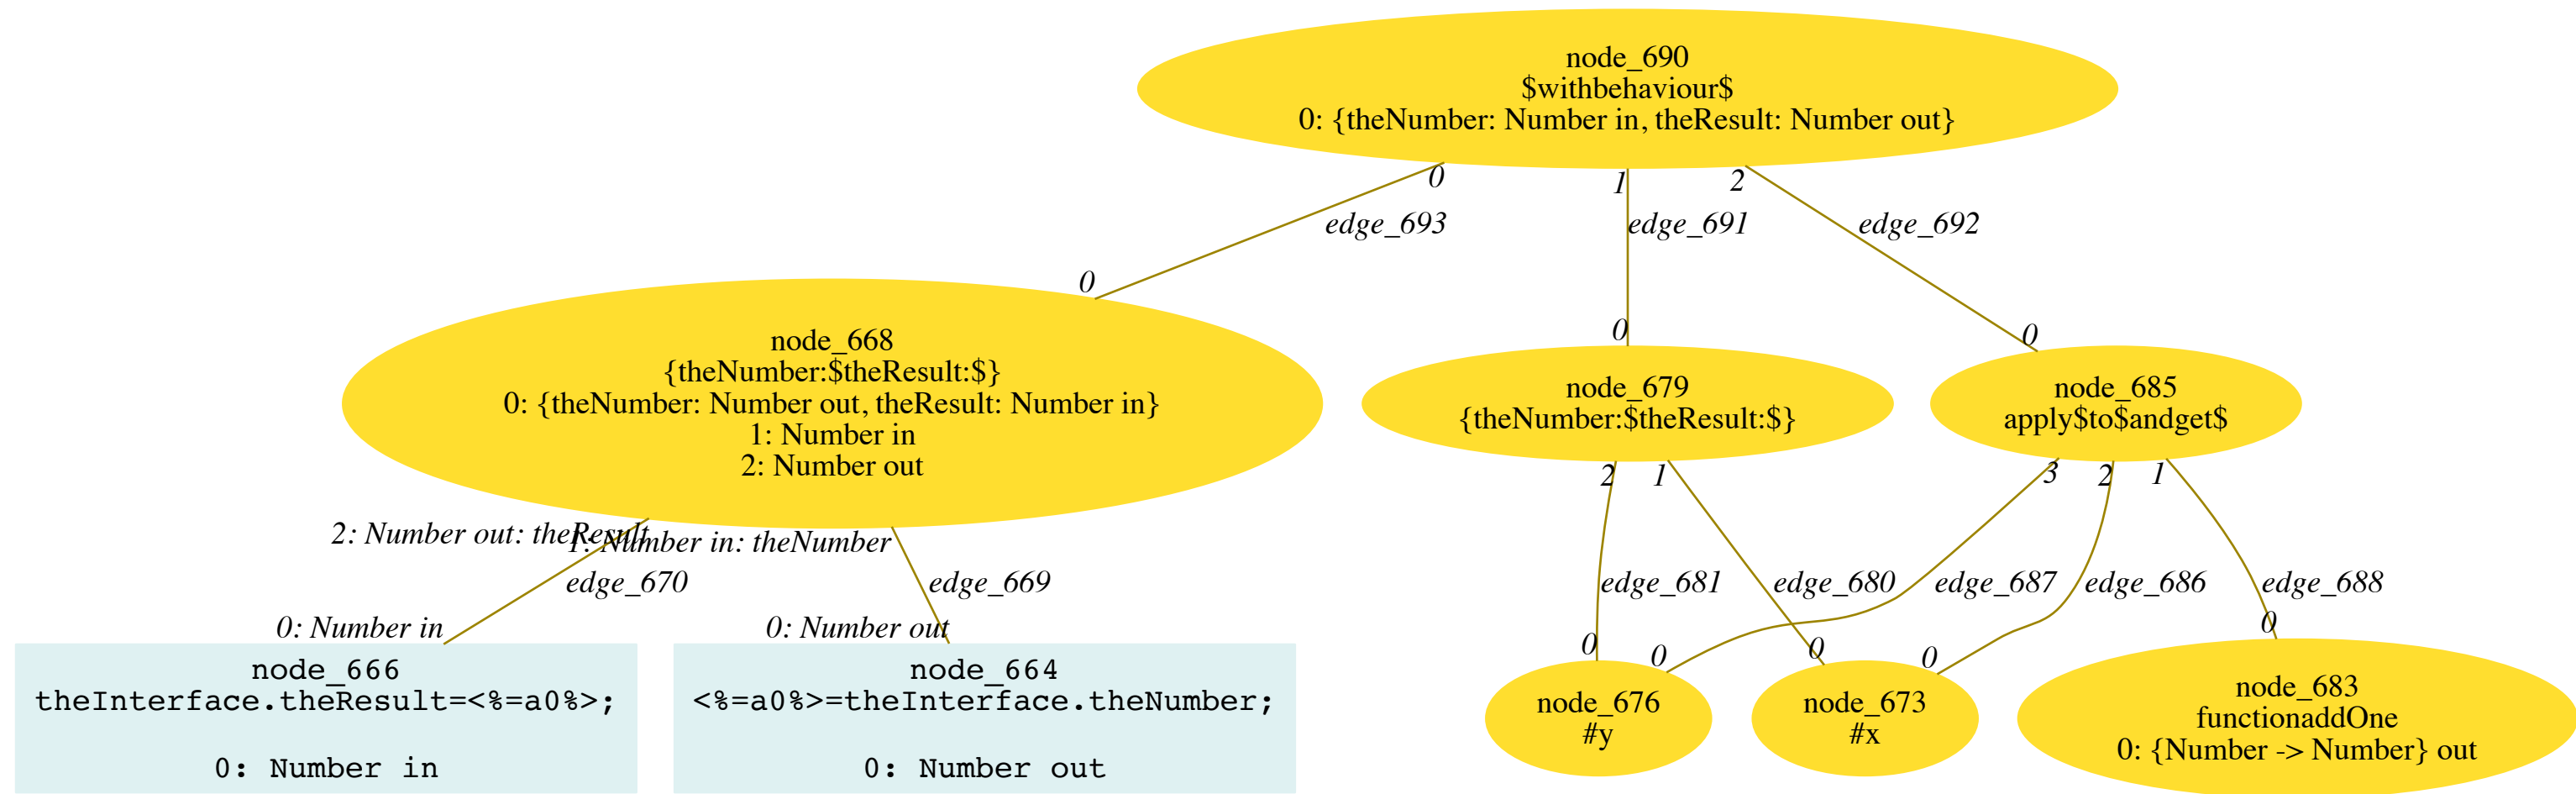 node_690
$withbehaviour$
0: {theNumber: Number in, theResult: Number out}
0
1
2
edge_693
edge_691
edge_692
0
0
0
node_668
{theNumber:$theResult:$}
0: {theNumber: Number out, theResult: Number in}
1: Number in
2: Number out
node_679
{theNumber:$theResult:$}
node_685
apply$to$andget$
2: Number out: theResult
1: Number in: theNumber
2
1
3
2
1
edge_670
edge_669
edge_681
edge_680
edge_687
edge_686
edge_688
0: Number in
0: Number out
0
0
0
0
0
node_666
theInterface.theResult=<%=a0%>;
0: Number in
node_664
<%=a0%>=theInterface.theNumber;
0: Number out
node_676
#y
node_673
#x
node_683
functionaddOne
0: {Number -> Number} out